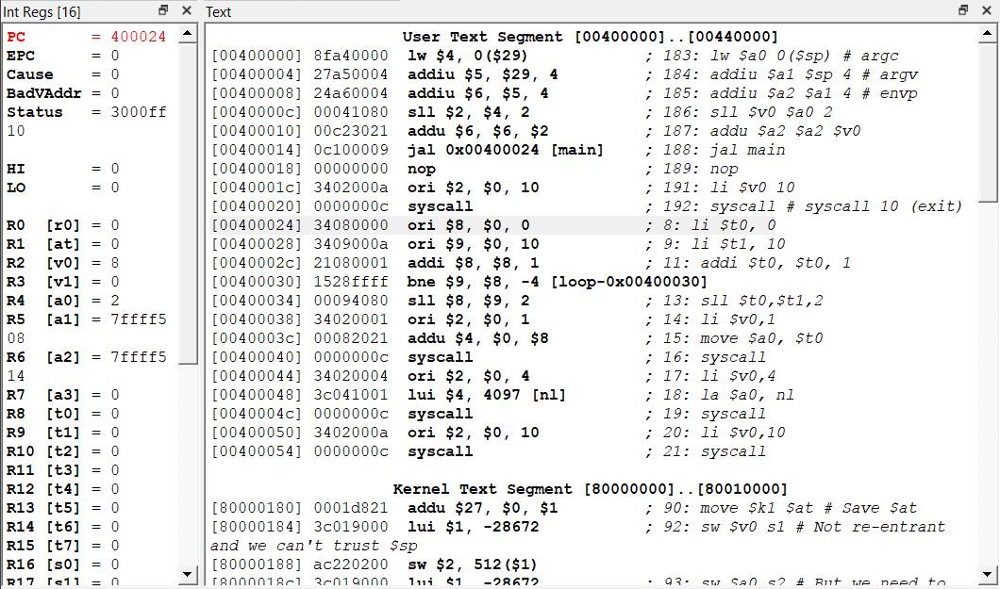 Int Regs [16]
PC = 400024
EPC = 0
Cause = 0
BadVAddr = 0
Status = 3000ff
10
HI = 0
LO = 0
R0 [r0] = 0
R1 [at] = 0
R2 [v0] = 8
R3 [v1] = 0
R4 [a0] = 2
R5 [a1] = 7ffff5
08
R6 [a2] = 7ffff5
14
R7 [a3] = 0
R8 [t0] = 0
R9 [t1] = 0
R10 [t2] = 0
R11 [t3] = 0
R12 [t4] = 0
R13 [t5] = 0
R14 [t6] = 0
R15 [t7] = 0
R16 [s0] = 0
R17 [s1] = 0
Text
User Text Segment [00400000]..[00440000]
[00400000] 8fa40000 lw $4, 0($29) ; 183: lw $a0 0($sp) # argc
[00400004] 27a50004 addiu $5, $29, 4 ; 184: addiu $a1 $sp 4 # argv
[00400008] 24a60004 addiu $6, $5, 4 ; 185: addiu $a2 $a1 4 # envp
[0040000c] 00041080 sll $2, $4, 2 ; 186: sll $v0 $a0 2
[00400010] 00c23021 addu $6, $6, $2 ; 187: addu $a2 $a2 $v0
[00400014] 0c100009 jal 0x00400024 [main] ; 188: jal main
[00400018] 00000000 nop ; 189: nop
[0040001c] 3402000a ori $2, $0, 10 ; 191: li $v0 10
[00400020] 0000000c syscall ; 192: syscall # syscall 10 (exit)
[00400024] 34080000 ori $8, $0, 0 ; 8: li $t0, 0
[00400028] 3409000a ori $9, $0, 10 ; 9: li $t1, 10
[0040002c] 21080001 addi $8, $8, 1 ; 11: addi $t0, $t0, 1
[00400030] 1528ffff bne $9, $8, -4 [loop-0x00400030]
[00400034] 00094080 sll $8, $9, 2 ; 13: sll $t0,$t1,2
[00400038] 34020001 ori $2, $0, 1 ; 14: li $v0,1
[0040003c] 00082021 addu $4, $0, $8 ; 15: move $a0, $t0
[00400040] 0000000c syscall ; 16: syscall
[00400044] 34020004 ori $2, $0, 4 ; 17: li $v0,4
[00400048] 3c041001 lui $4, 4097 [nl] ; 18: la $a0, nl
[0040004c] 0000000c syscall ; 19: syscall
[00400050] 3402000a ori $2, $0, 10 ; 20: li $v0,10
[00400054] 0000000c syscall ; 21: syscall
Kernel Text Segment [80000000]..[80010000]
[80000180] 0001d821 addu $27, $0, $1 ; 90: move $k1 $at # Save $at
[80000184] 3c019000 lui $1, -28672 ; 92: sw $v0 s1 # Not re-entrant
and we can't trust $sp
[80000188] ac220200 sw $2, 512($1)
[8000018c] 3c019000 lui $1, -28672 ; 93: sw $a0 s2 # But we need to